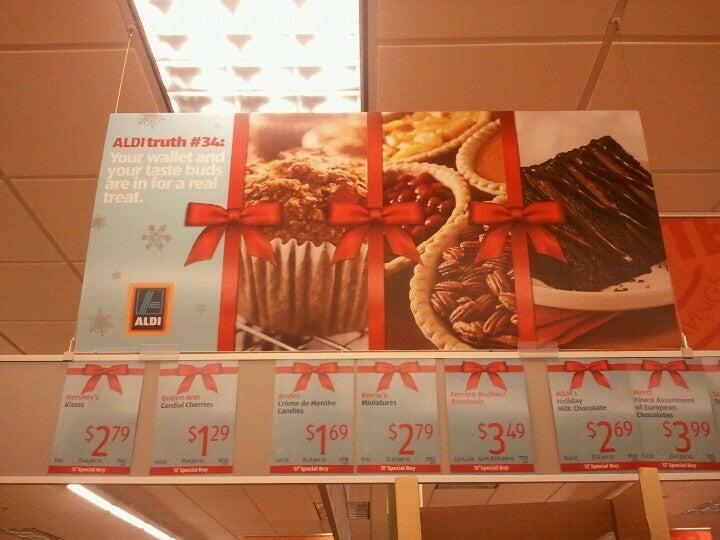 ALDI truth #34:
Your wallet and
your taste buds
are in for a real
treat.
ALDI
Hershey's
Kisses
$2.79
Special Buy
Queen Ann
Cordial Cherries
$1.29
Special Buy
Andes
Crème de Menthe
Candies
$1.69
Special Buy
Reese's
Miniatures
$2.79
Special Buy
Ferrero Rocher/
Rondnoir
$3.49
Special Buy
M&M's
Holiday
Milk Chocolate
$2.69
Special Buy
Merci
Finest Assortment
of European
Chocolates
$3.99
Special Buy